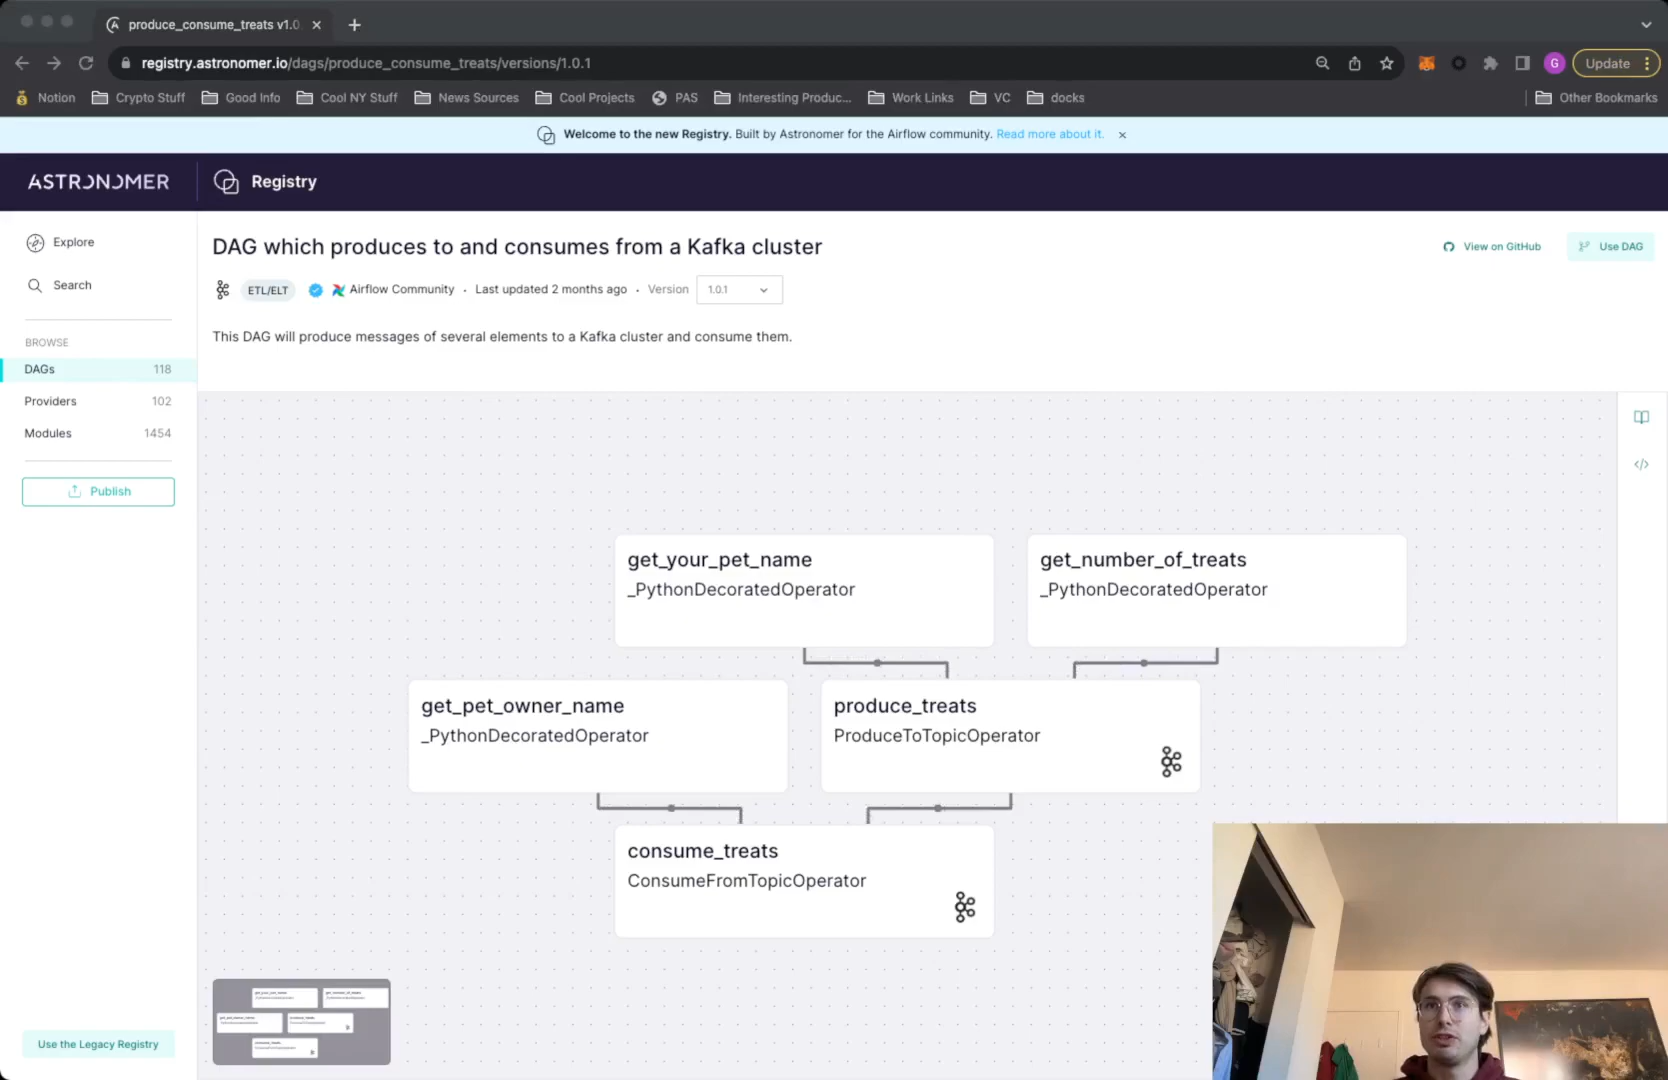 produce_consume_treats v1.0
registry.astronomer.io/dags/produce_consume_treats/versions/1.0.1
G
Update
Notion
Crypto Stuff
Good Info
Cool NY Stuff
News Sources
Cool Projects
PAS
Interesting Produc...
Work Links
VC
docks
Other Bookmarks
Welcome to the new Registry. Built by Astronomer for the Airflow community. Read more about it.
ASTRONOMER
Registry
Explore
Search
BROWSE
DAGs 118
Providers 102
Modules 1454
Publish
Use the Legacy Registry
DAG which produces to and consumes from a Kafka cluster
View on GitHub
Use DAG
ETL/ELT
Airflow Community · Last updated 2 months ago · Version 1.0.1
This DAG will produce messages of several elements to a Kafka cluster and consume them.
get_your_pet_name
_PythonDecoratedOperator
get_number_of_treats
_PythonDecoratedOperator
get_pet_owner_name
_PythonDecoratedOperator
produce_treats
ProduceToTopicOperator
consume_treats
ConsumeFromTopicOperator